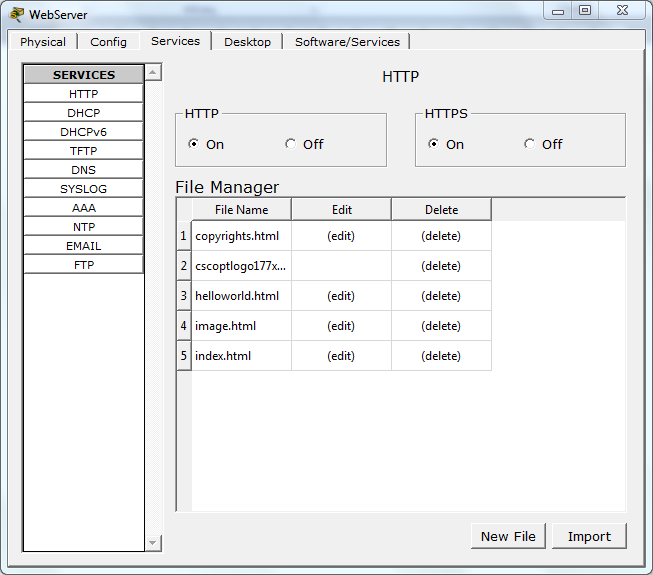 WebServer
Physical Config Services Desktop Software/Services
SERVICES
HTTP
DHCP
DHCPv6
TFTP
DNS
SYSLOG
AAA
NTP
EMAIL
FTP
HTTP
HTTP HTTPS
On Off On Off
File Manager
File Name Edit Delete
1 copyrights.html (edit) (delete)
2 cscoptlogo177x... (delete)
3 helloworld.html (edit) (delete)
4 image.html (edit) (delete)
5 index.html (edit) (delete)
New File Import